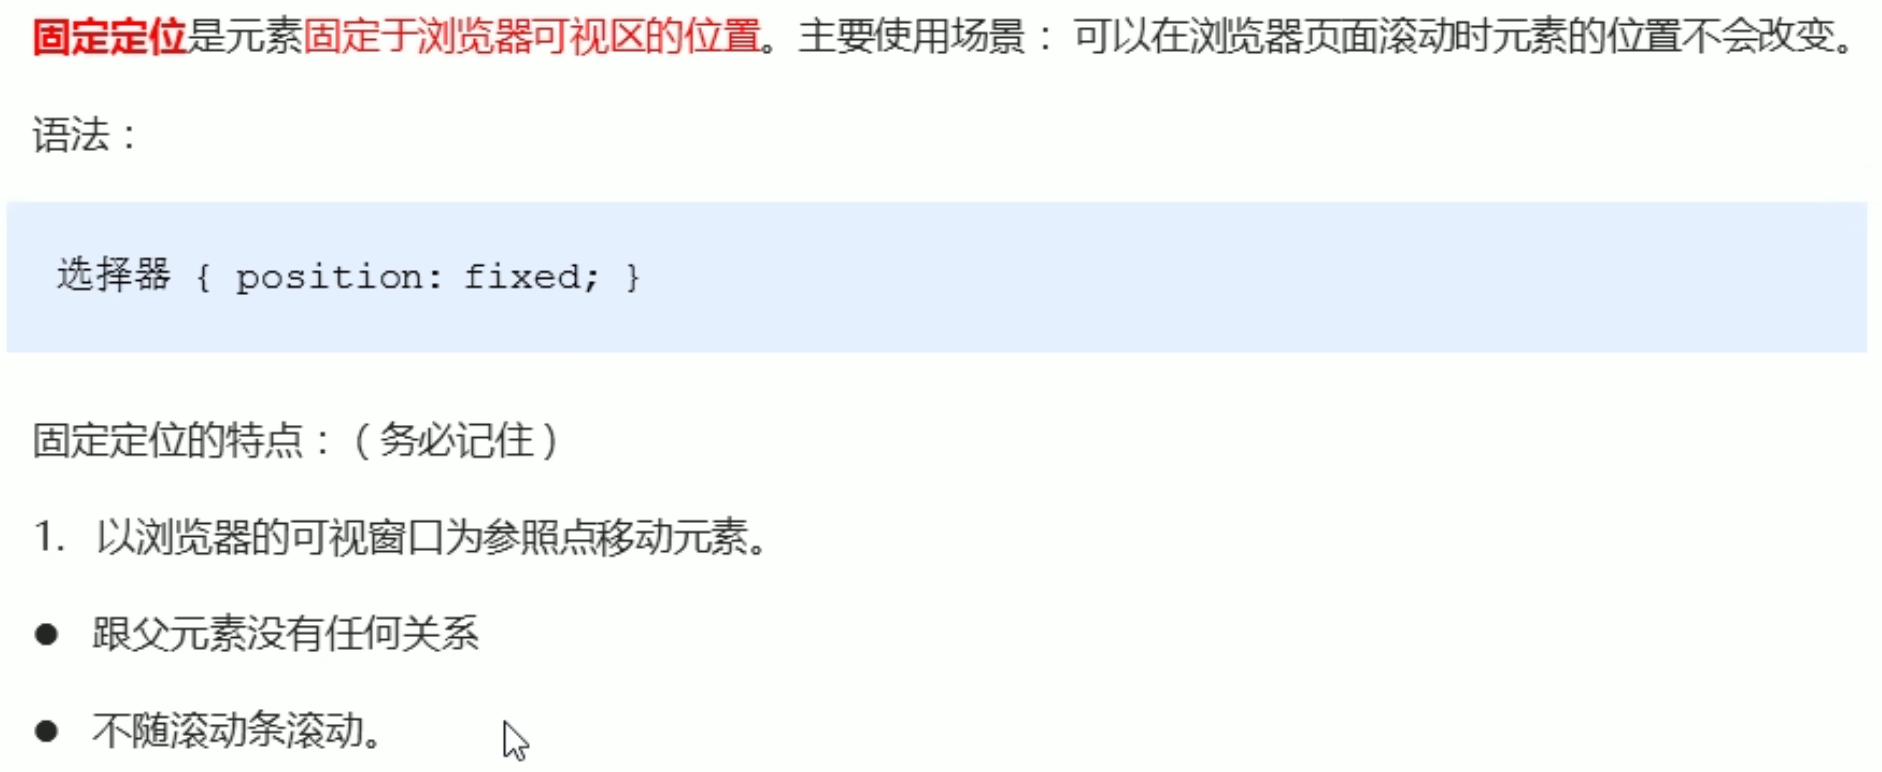 固定定位是元素固定于浏览器可视区的位置。主要使用场景： 可以在浏览器页面滚动时元素的位置不会改变。
语法：
选择器 { position: fixed; }
固定定位的特点：（务必记住）
1. 以浏览器的可视窗口为参照点移动元素。
● 跟父元素没有任何关系
● 不随滚动条滚动。